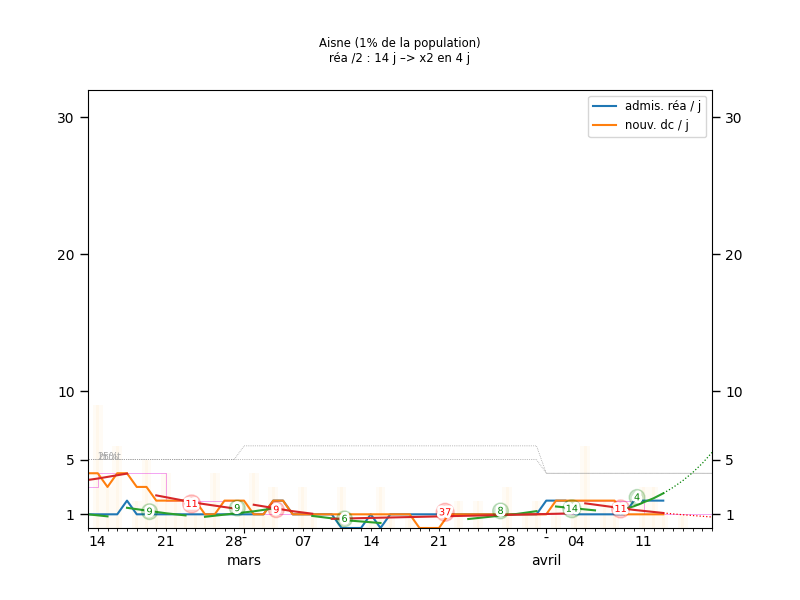 Aisne (1% de la population)
réa /2 : 14 j –> x2 en 4 j
admis. réa / j
nouv. dc / j
30 30
20 20
10 10
5 5
1 1
9 11 9 9 6 37 8 14 11 4
14 21 28 07 14 21 28 04 11
mars avril